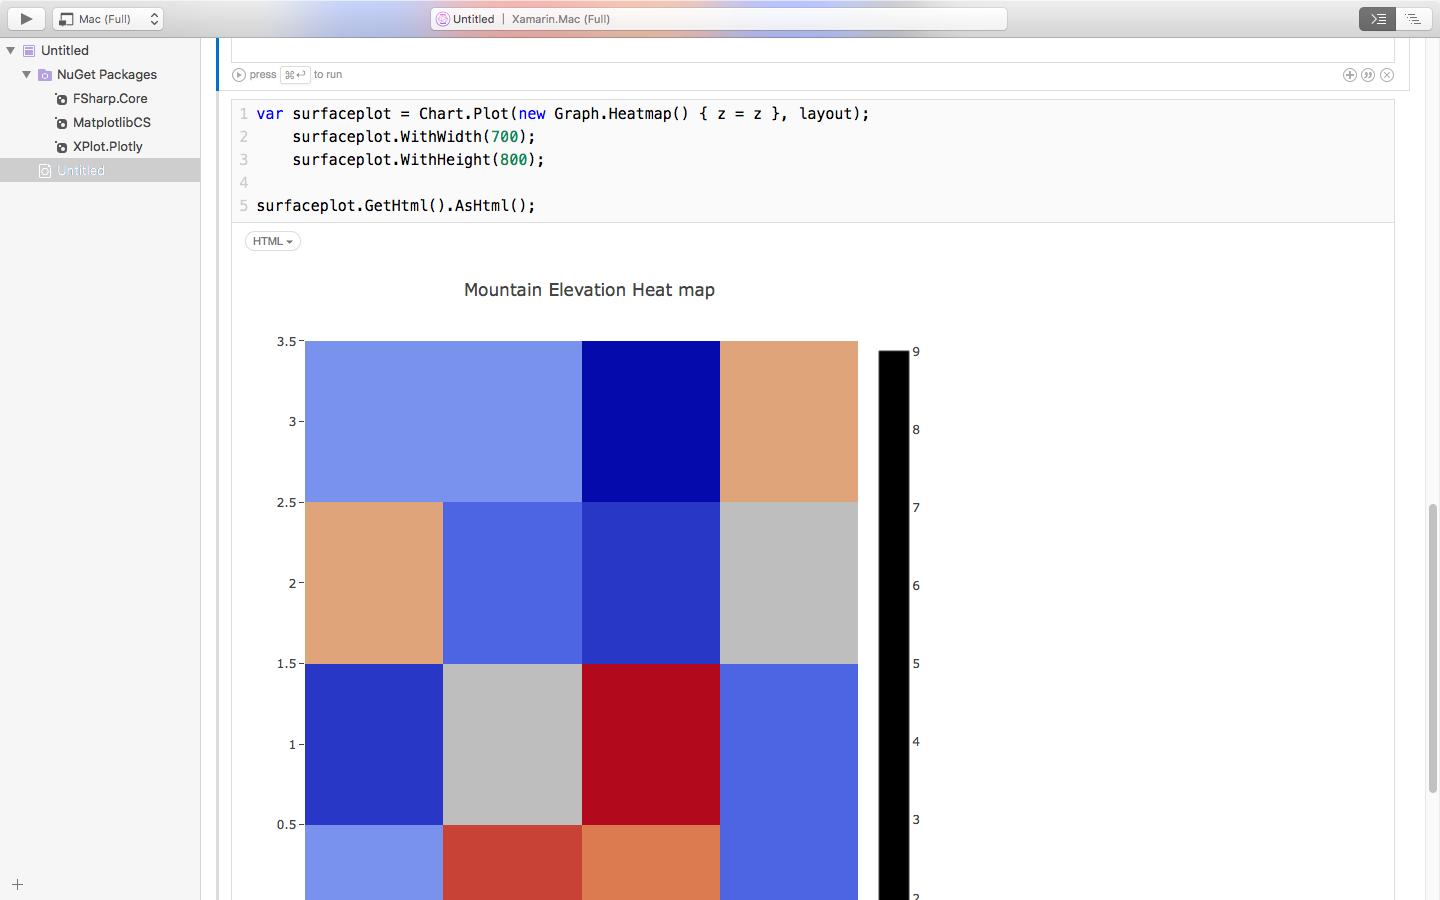 Mac (Full)
Untitled | Xamarin.Mac (Full)
Untitled
NuGet Packages
FSharp.Core
MatplotlibCS
XPlot.Plotly
Untitled
press ⌘↩ to run
1 var surfaceplot = Chart.Plot(new Graph.Heatmap() { z = z }, layout);
2 surfaceplot.WithWidth(700);
3 surfaceplot.WithHeight(800);
4
5 surfaceplot.GetHtml().AsHtml();
HTML
Mountain Elevation Heat map
3.5
3
2.5
2
1.5
1
0.5
9
8
7
6
5
4
3
2